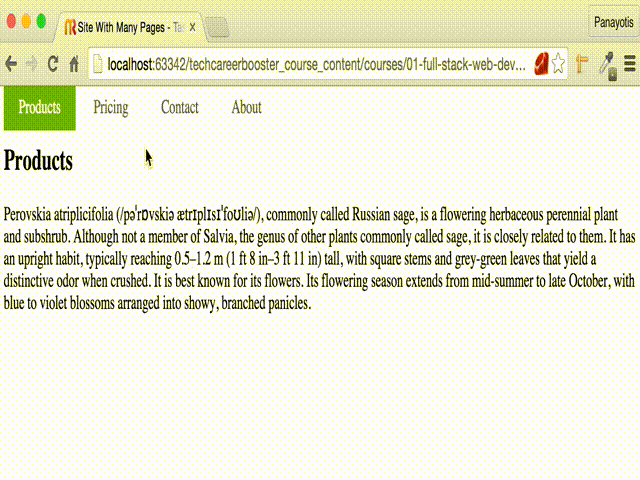 Site With Many Pages - Te
Panayotis
localhost:63342/techcareerbooster_course_content/courses/01-full-stack-web-dev...
Products Pricing Contact About
Products
Perovskia atriplicifolia (/pəˈrɒvskiə ætrɪplɪsɪˈfoʊliə/), commonly called Russian sage, is a flowering herbaceous perennial plant
and subshrub. Although not a member of Salvia, the genus of other plants commonly called sage, it is closely related to them. It has
an upright habit, typically reaching 0.5–1.2 m (1 ft 8 in–3 ft 11 in) tall, with square stems and grey-green leaves that yield a
distinctive odor when crushed. It is best known for its flowers. Its flowering season extends from mid-summer to late October, with
blue to violet blossoms arranged into showy, branched panicles.